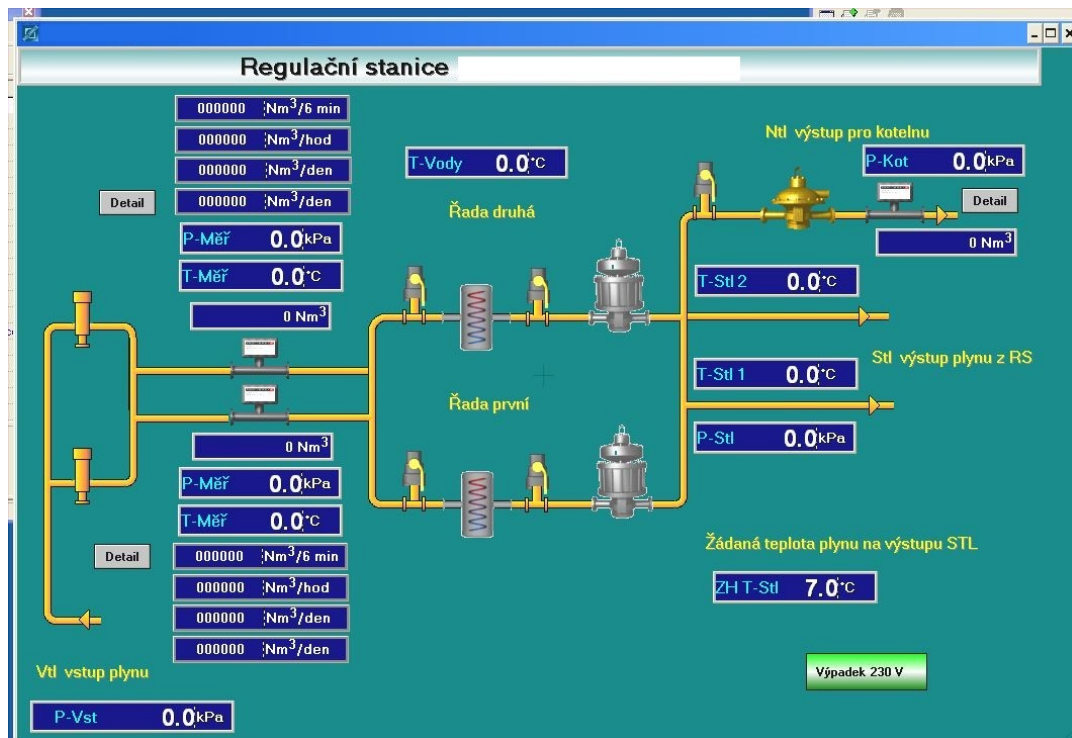 Regulační stanice
000000 Nm³/6 min
000000 Nm³/hod
000000 Nm³/den
000000 Nm³/den
Detail
P-Měř 0.0 kPa
T-Měř 0.0 °C
0 Nm³
T-Vody 0.0 °C
Řada druhá
Ntl výstup pro kotelnu
P-Kot 0.0 kPa
Detail
0 Nm³
T-Stl 2 0.0 °C
Stl výstup plynu z RS
T-Stl 1 0.0 °C
P-Stl 0.0 kPa
Řada první
0 Nm³
P-Měř 0.0 kPa
T-Měř 0.0 °C
Detail
000000 Nm³/6 min
000000 Nm³/hod
000000 Nm³/den
000000 Nm³/den
Žádaná teplota plynu na výstupu STL
ZH T-Stl 7.0 °C
Vtl vstup plynu
P-Vst 0.0 kPa
Výpadek 230 V